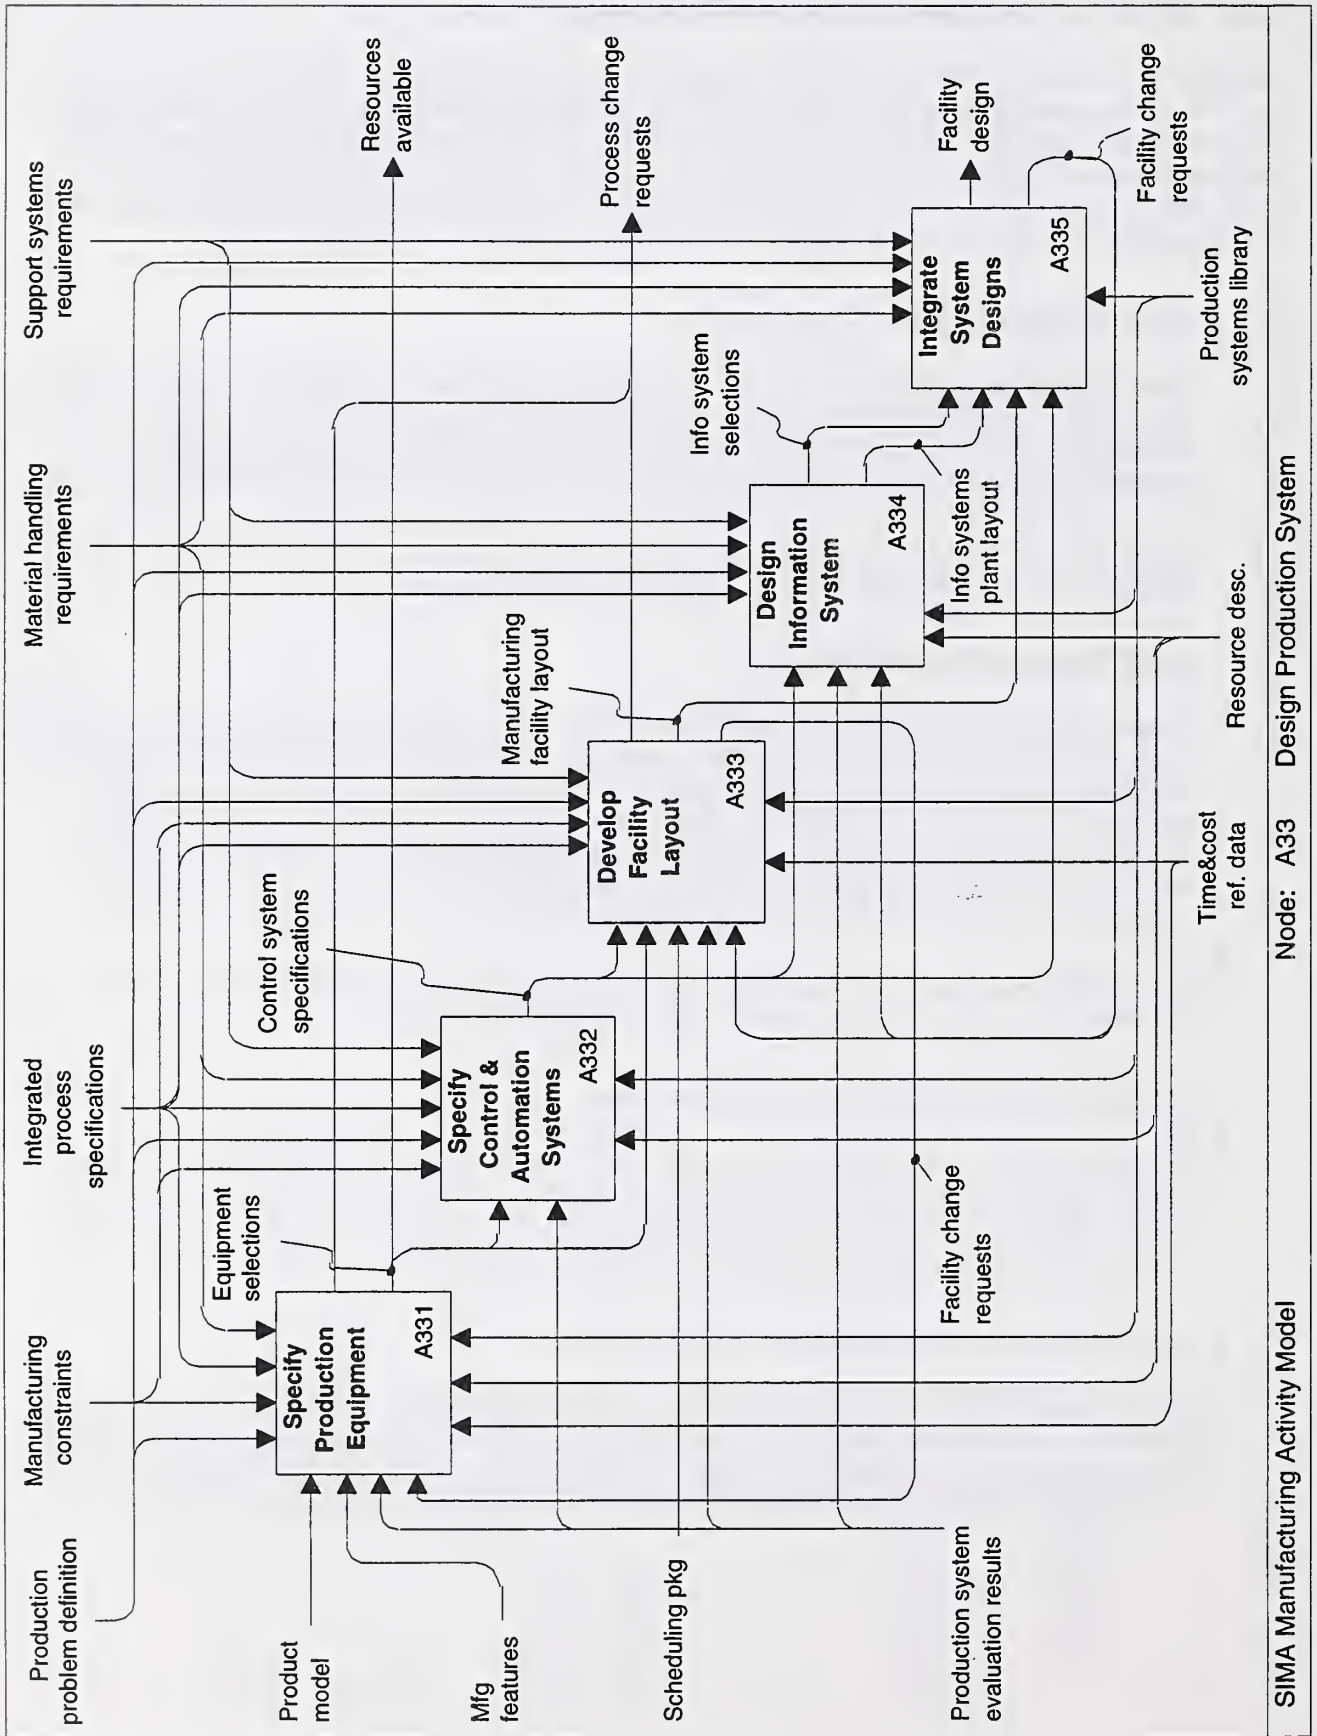 Production
problem definition
Manufacturing
constraints
Integrated
process
specifications
Material handling
requirements
Support systems
requirements
Product
model
Mfg
features
Scheduling pkg
Production system
evaluation results
Specify
Production
Equipment
A331
Equipment
selections
Specify
Control &
Automation
Systems
A332
Control system
specifications
Develop
Facility
Layout
A333
Manufacturing
facility layout
Design
Information
System
A334
Info system
selections
Info systems
plant layout
Integrate
System
Designs
A335
Resources
available
Process change
requests
Facility
design
Facility change
requests
Facility change
requests
Time&cost
ref. data
Resource desc.
Production
systems library
SIMA Manufacturing Activity Model
Node: A33
Design Production System